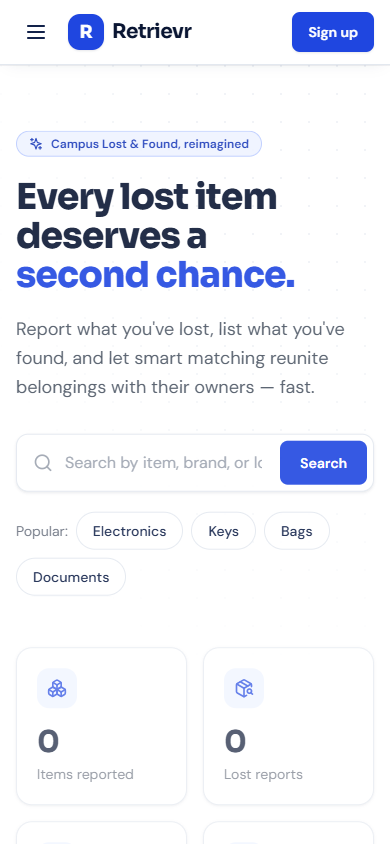 R Retrievr Sign up
Campus Lost & Found, reimagined
Every lost item
deserves a
second chance.
Report what you've lost, list what you've
found, and let smart matching reunite
belongings with their owners — fast.
Search by item, brand, or lo Search
Popular: Electronics Keys Bags
Documents
0 0
Items reported Lost reports